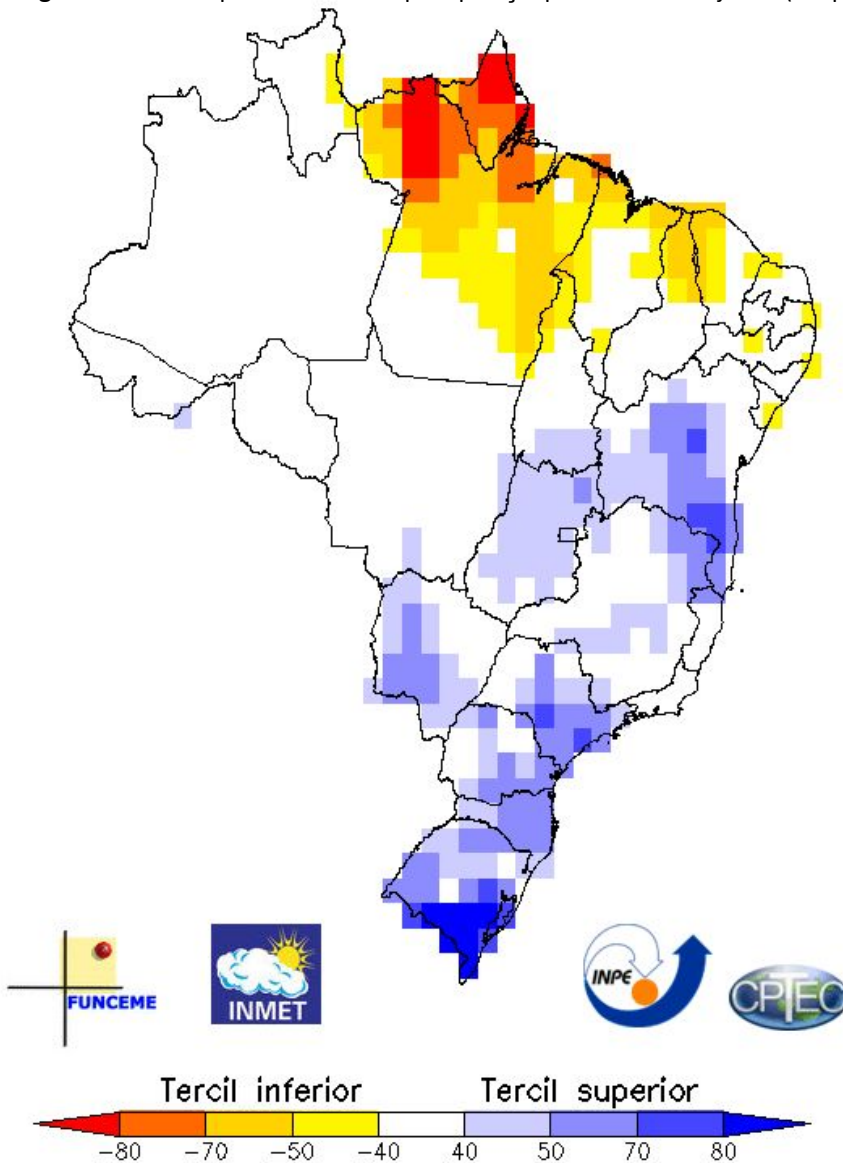 FUNCEME
INMET
INPE
CPTEC
Tercil inferior
Tercil superior
-80 -70 -50 -40 40 50 70 80